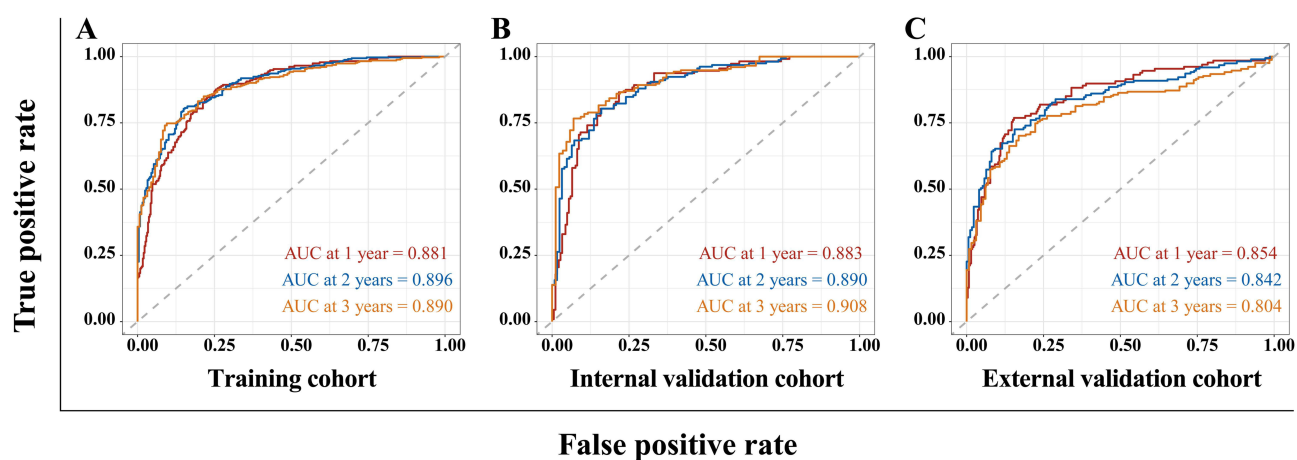 True positive rate
A
1.00
0.75
0.50
0.25
0.00
AUC at 1 year = 0.881
AUC at 2 years = 0.896
AUC at 3 years = 0.890
0.00 0.25 0.50 0.75 1.00
Training cohort
B
1.00
0.75
0.50
0.25
0.00
AUC at 1 year = 0.883
AUC at 2 years = 0.890
AUC at 3 years = 0.908
0.00 0.25 0.50 0.75 1.00
Internal validation cohort
C
1.00
0.75
0.50
0.25
0.00
AUC at 1 year = 0.854
AUC at 2 years = 0.842
AUC at 3 years = 0.804
0.00 0.25 0.50 0.75 1.00
External validation cohort
False positive rate